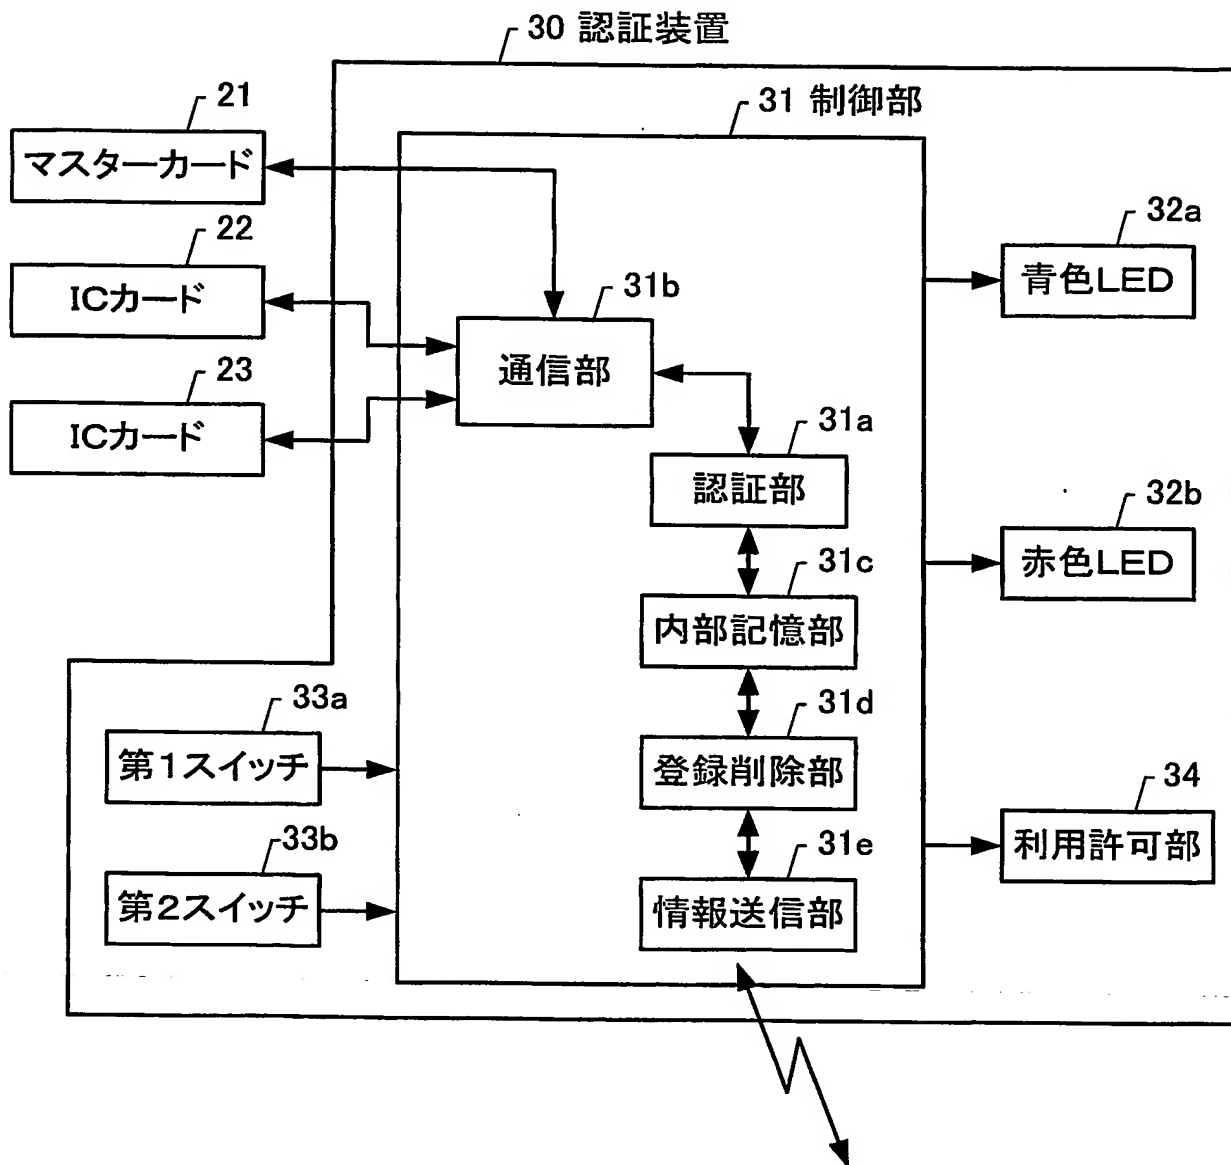 30 認証装置
21
マスターカード
31 制御部
22
ICカード
32a
青色LED
31b
通信部
23
ICカード
31a
認証部
32b
赤色LED
31c
内部記憶部
33a
第1スイッチ
31d
登録削除部
34
利用許可部
33b
第2スイッチ
31e
情報送信部